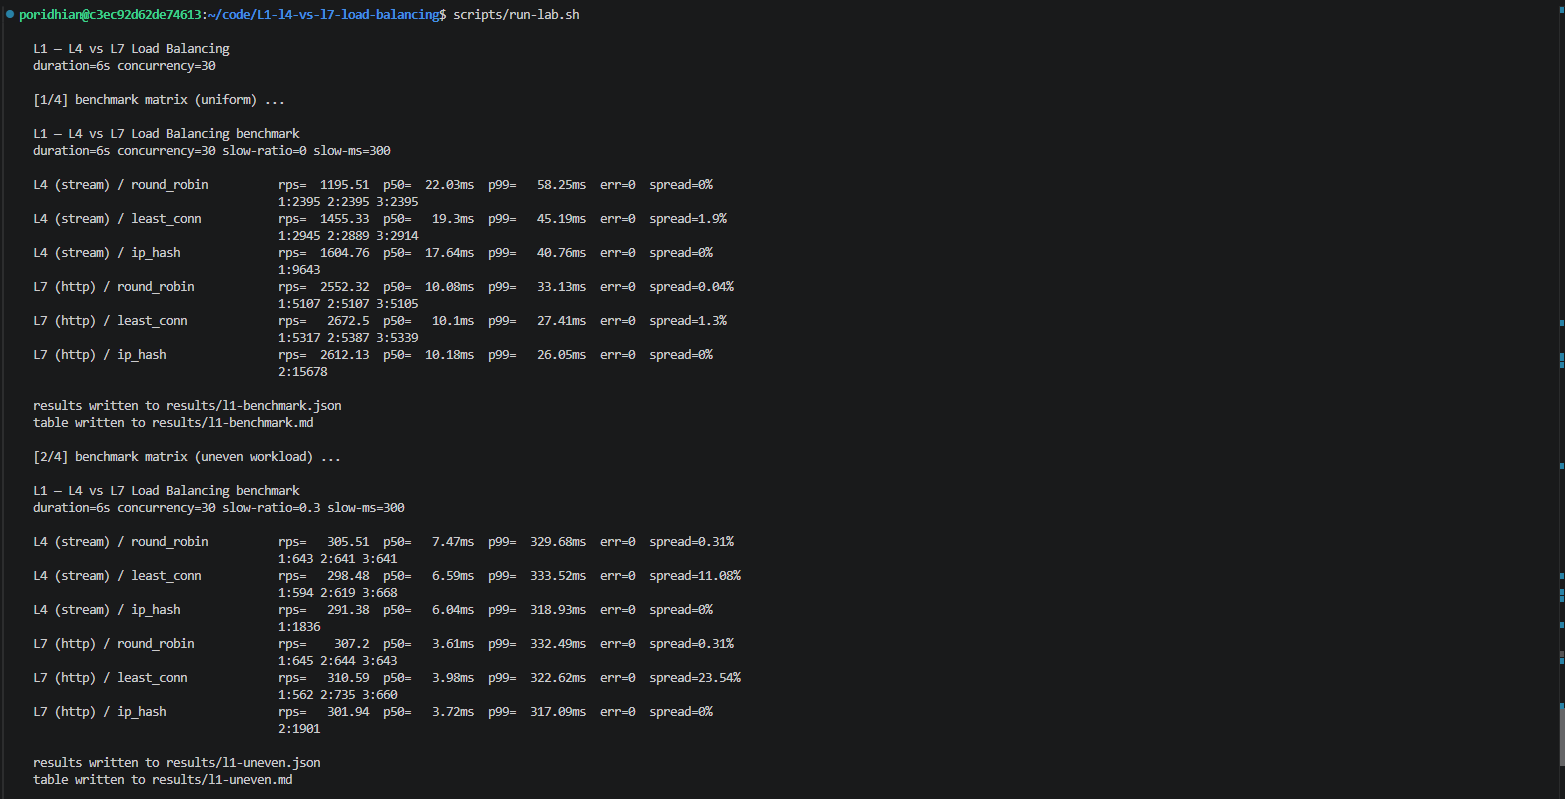 poridhian@c3ec92d62de74613:~/code/L1-l4-vs-l7-load-balancing$ scripts/run-lab.sh
L1 — L4 vs L7 Load Balancing
duration=6s concurrency=30
[1/4] benchmark matrix (uniform) ...
L1 — L4 vs L7 Load Balancing benchmark
duration=6s concurrency=30 slow-ratio=0 slow-ms=300
L4 (stream) / round_robin rps= 1195.51 p50= 22.03ms p99= 58.25ms err=0 spread=0%
1:2395 2:2395 3:2395
L4 (stream) / least_conn rps= 1455.33 p50= 19.3ms p99= 45.19ms err=0 spread=1.9%
1:2945 2:2889 3:2914
L4 (stream) / ip_hash rps= 1604.76 p50= 17.64ms p99= 40.76ms err=0 spread=0%
1:9643
L7 (http) / round_robin rps= 2552.32 p50= 10.08ms p99= 33.13ms err=0 spread=0.04%
1:5107 2:5107 3:5105
L7 (http) / least_conn rps= 2672.5 p50= 10.1ms p99= 27.41ms err=0 spread=1.3%
1:5317 2:5387 3:5339
L7 (http) / ip_hash rps= 2612.13 p50= 10.18ms p99= 26.05ms err=0 spread=0%
2:15678
results written to results/l1-benchmark.json
table written to results/l1-benchmark.md
[2/4] benchmark matrix (uneven workload) ...
L1 — L4 vs L7 Load Balancing benchmark
duration=6s concurrency=30 slow-ratio=0.3 slow-ms=300
L4 (stream) / round_robin rps= 305.51 p50= 7.47ms p99= 329.68ms err=0 spread=0.31%
1:643 2:641 3:641
L4 (stream) / least_conn rps= 298.48 p50= 6.59ms p99= 333.52ms err=0 spread=11.08%
1:594 2:619 3:668
L4 (stream) / ip_hash rps= 291.38 p50= 6.04ms p99= 318.93ms err=0 spread=0%
1:1836
L7 (http) / round_robin rps= 307.2 p50= 3.61ms p99= 332.49ms err=0 spread=0.31%
1:645 2:644 3:643
L7 (http) / least_conn rps= 310.59 p50= 3.98ms p99= 322.62ms err=0 spread=23.54%
1:562 2:735 3:660
L7 (http) / ip_hash rps= 301.94 p50= 3.72ms p99= 317.09ms err=0 spread=0%
2:1901
results written to results/l1-uneven.json
table written to results/l1-uneven.md